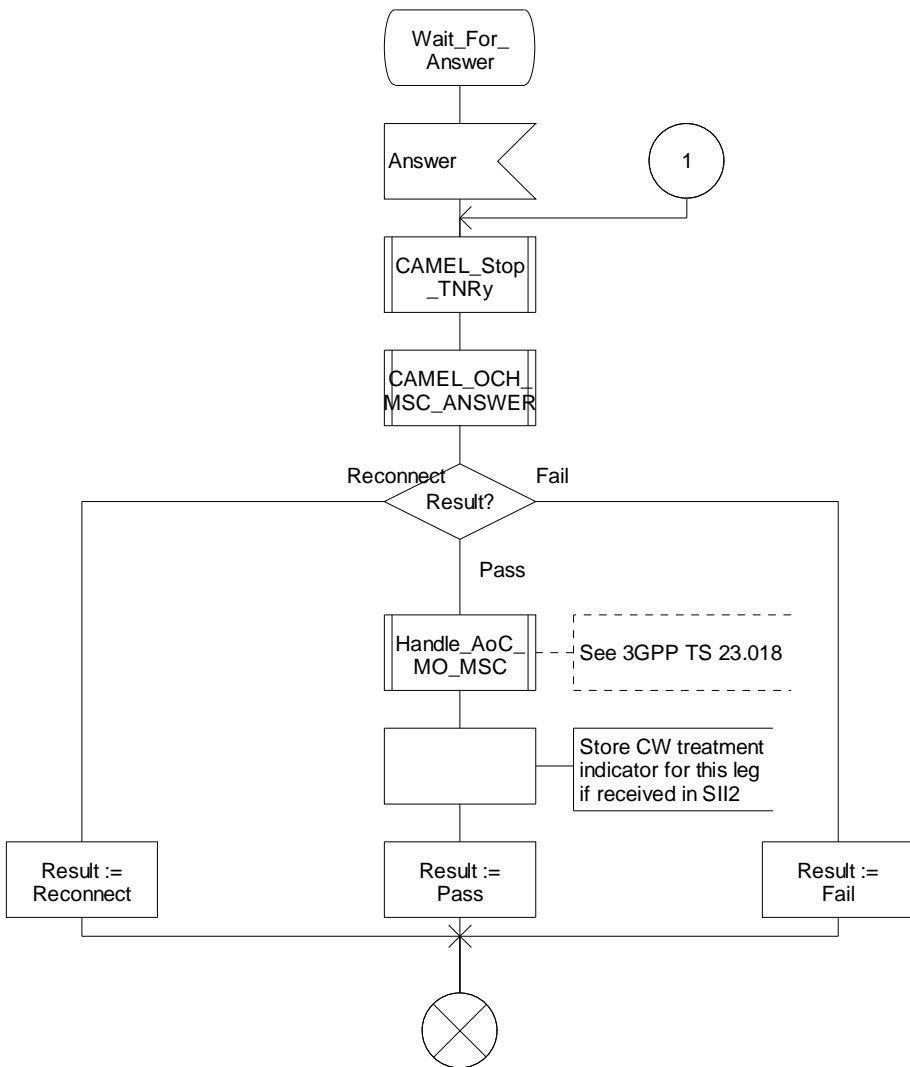 Wait_For_
Answer
Answer
1
CAMEL_Stop
_TNRy
CAMEL_OCH_
MSC_ANSWER
Reconnect
Fail
Result?
Pass
Handle_AoC_
MO_MSC
See 3GPP TS 23.018
Store CW treatment
indicator for this leg
if received in SII2
Result :=
Reconnect
Result :=
Pass
Result :=
Fail